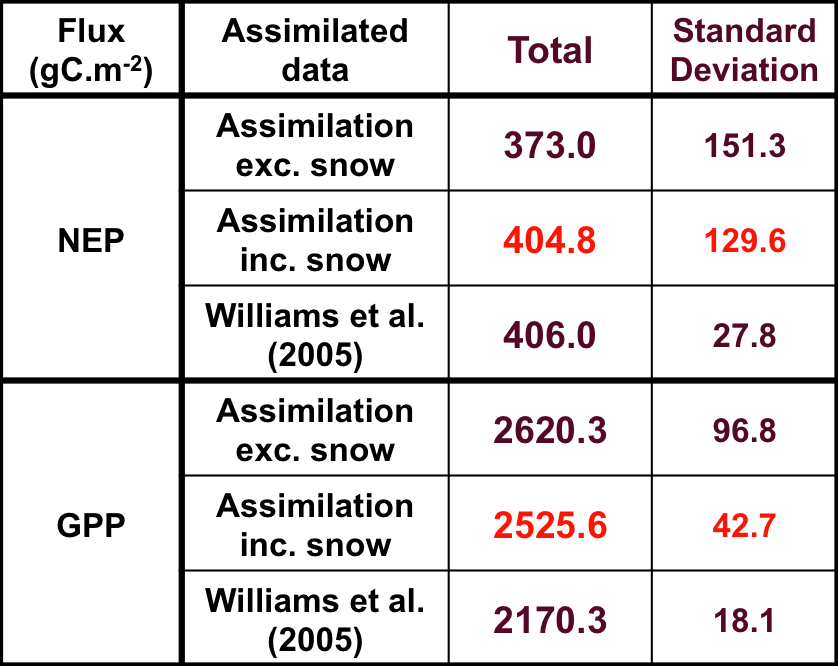 Flux
(gC.m-2)
Assimilated
data
Total
Standard
Deviation
NEP
Assimilation
exc. snow
373.0
151.3
Assimilation
inc. snow
404.8
129.6
Williams et al.
(2005)
406.0
27.8
GPP
Assimilation
exc. snow
2620.3
96.8
Assimilation
inc. snow
2525.6
42.7
Williams et al.
(2005)
2170.3
18.1